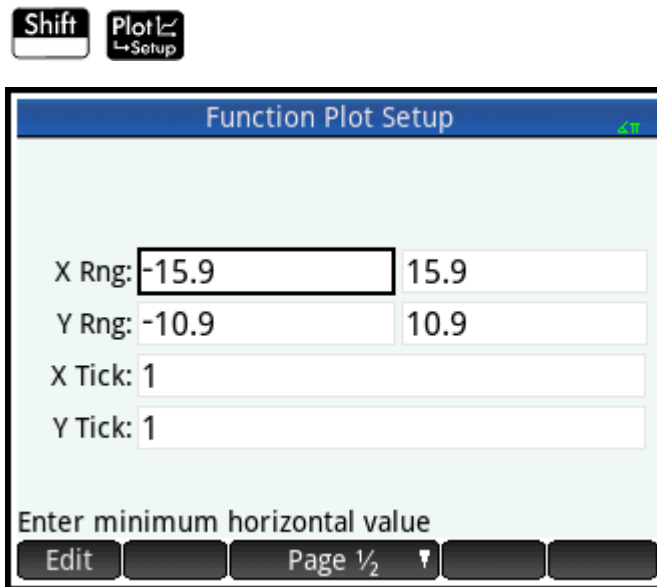 Shift Plot
↳Setup
Function Plot Setup
∡π
X Rng: -15.9 15.9
Y Rng: -10.9 10.9
X Tick: 1
Y Tick: 1
Enter minimum horizontal value
Edit Page ½ ▼